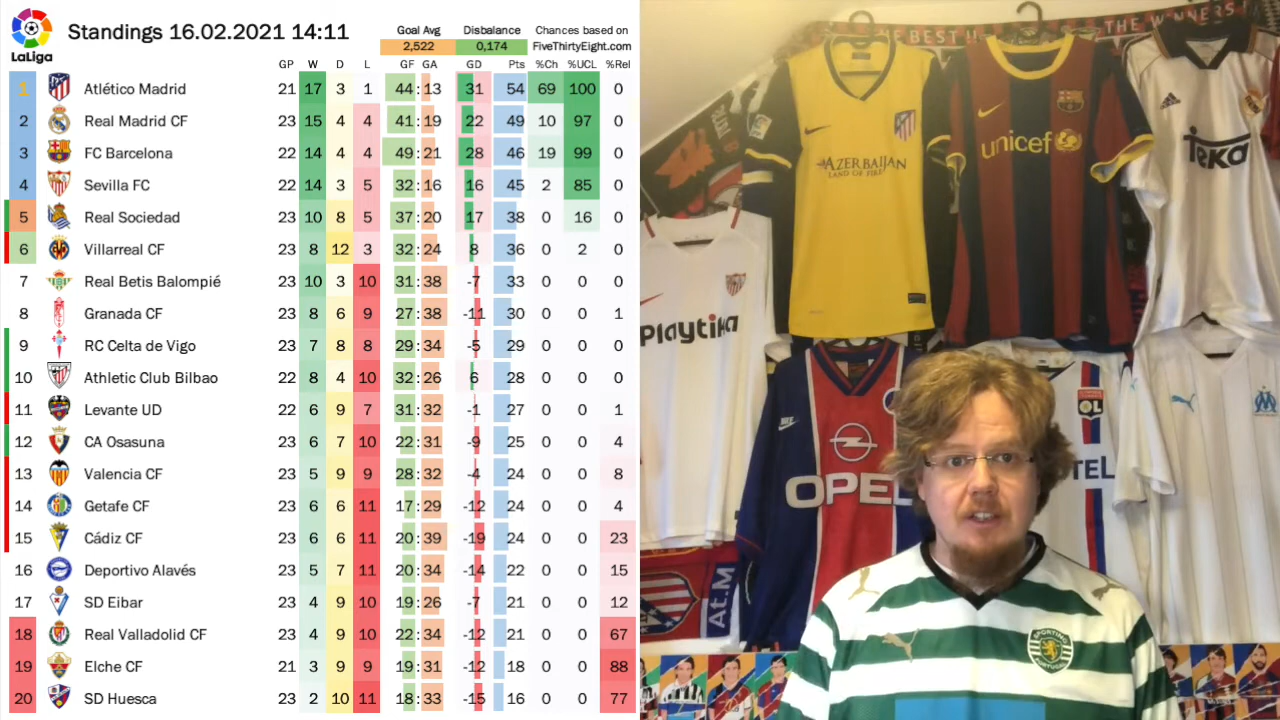 LaLiga
Standings 16.02.2021 14:11
Goal Avg Disbalance Chances based on
2,522 0,174 FiveThirtyEight.com
GP W D L GF GA GD Pts %Ch %UCL %Rel
1 Atlético Madrid 21 17 3 1 44:13 31 54 69 100 0
2 Real Madrid CF 23 15 4 4 41:19 22 49 10 97 0
3 FC Barcelona 22 14 4 4 49:21 28 46 19 99 0
4 Sevilla FC 22 14 3 5 32:16 16 45 2 85 0
5 Real Sociedad 23 10 8 5 37:20 17 38 0 16 0
6 Villarreal CF 23 8 12 3 32:24 8 36 0 2 0
7 Real Betis Balompié 23 10 3 10 31:38 -7 33 0 0 0
8 Granada CF 23 8 6 9 27:38 -11 30 0 0 1
9 RC Celta de Vigo 23 7 8 8 29:34 -5 29 0 0 0
10 Athletic Club Bilbao 22 8 4 10 32:26 6 28 0 0 0
11 Levante UD 22 6 9 7 31:32 -1 27 0 0 1
12 CA Osasuna 23 6 7 10 22:31 -9 25 0 0 4
13 Valencia CF 23 5 9 9 28:32 -4 24 0 0 8
14 Getafe CF 23 6 6 11 17:29 -12 24 0 0 4
15 Cádiz CF 23 6 6 11 20:39 -19 24 0 0 23
16 Deportivo Alavés 23 5 7 11 20:34 -14 22 0 0 15
17 SD Eibar 23 4 9 10 19:26 -7 21 0 0 12
18 Real Valladolid CF 23 4 9 10 22:34 -12 21 0 0 67
19 Elche CF 21 3 9 9 19:31 -12 18 0 0 88
20 SD Huesca 23 2 10 11 18:33 -15 16 0 0 77
THE BEST !! THE WINNERS !
AZERBAIJAN
LAND OF FIRE
unicef
Teka
Playtika
OPEL
OL
TEL
At.M
SPORTING
PORTUGAL